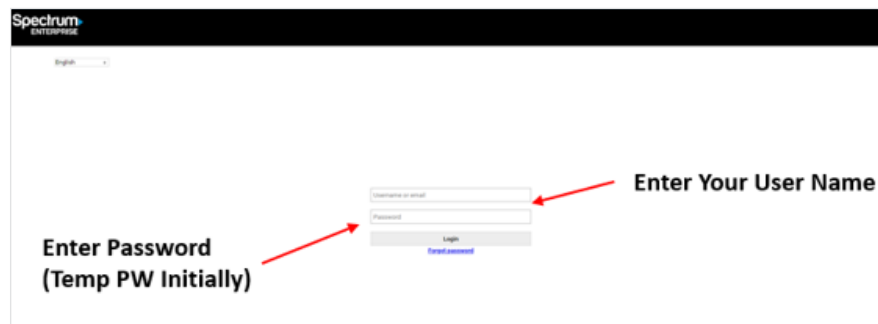 Spectrum
ENTERPRISE
English
Username or email
Enter Your User Name
Password
Enter Password
(Temp PW Initially)
Login
Forgot password